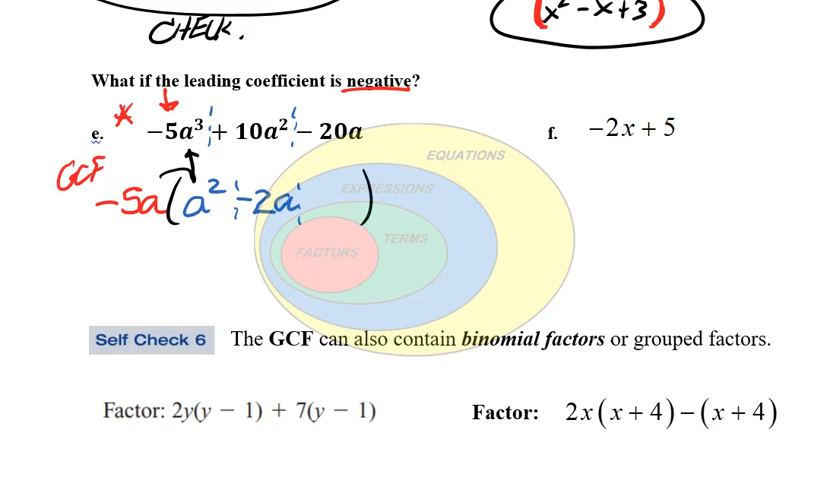 CHECK.
(x² - x + 3)
What if the leading coefficient is negative?
e. −5a³ + 10a² − 20a
f. −2x + 5
GCF
-5a(a² - 2a )
EQUATIONS
EXPRESSIONS
TERMS
FACTORS
Self Check 6 The GCF can also contain binomial factors or grouped factors.
Factor: 2y(y − 1) + 7(y − 1)
Factor: 2x(x + 4) − (x + 4)